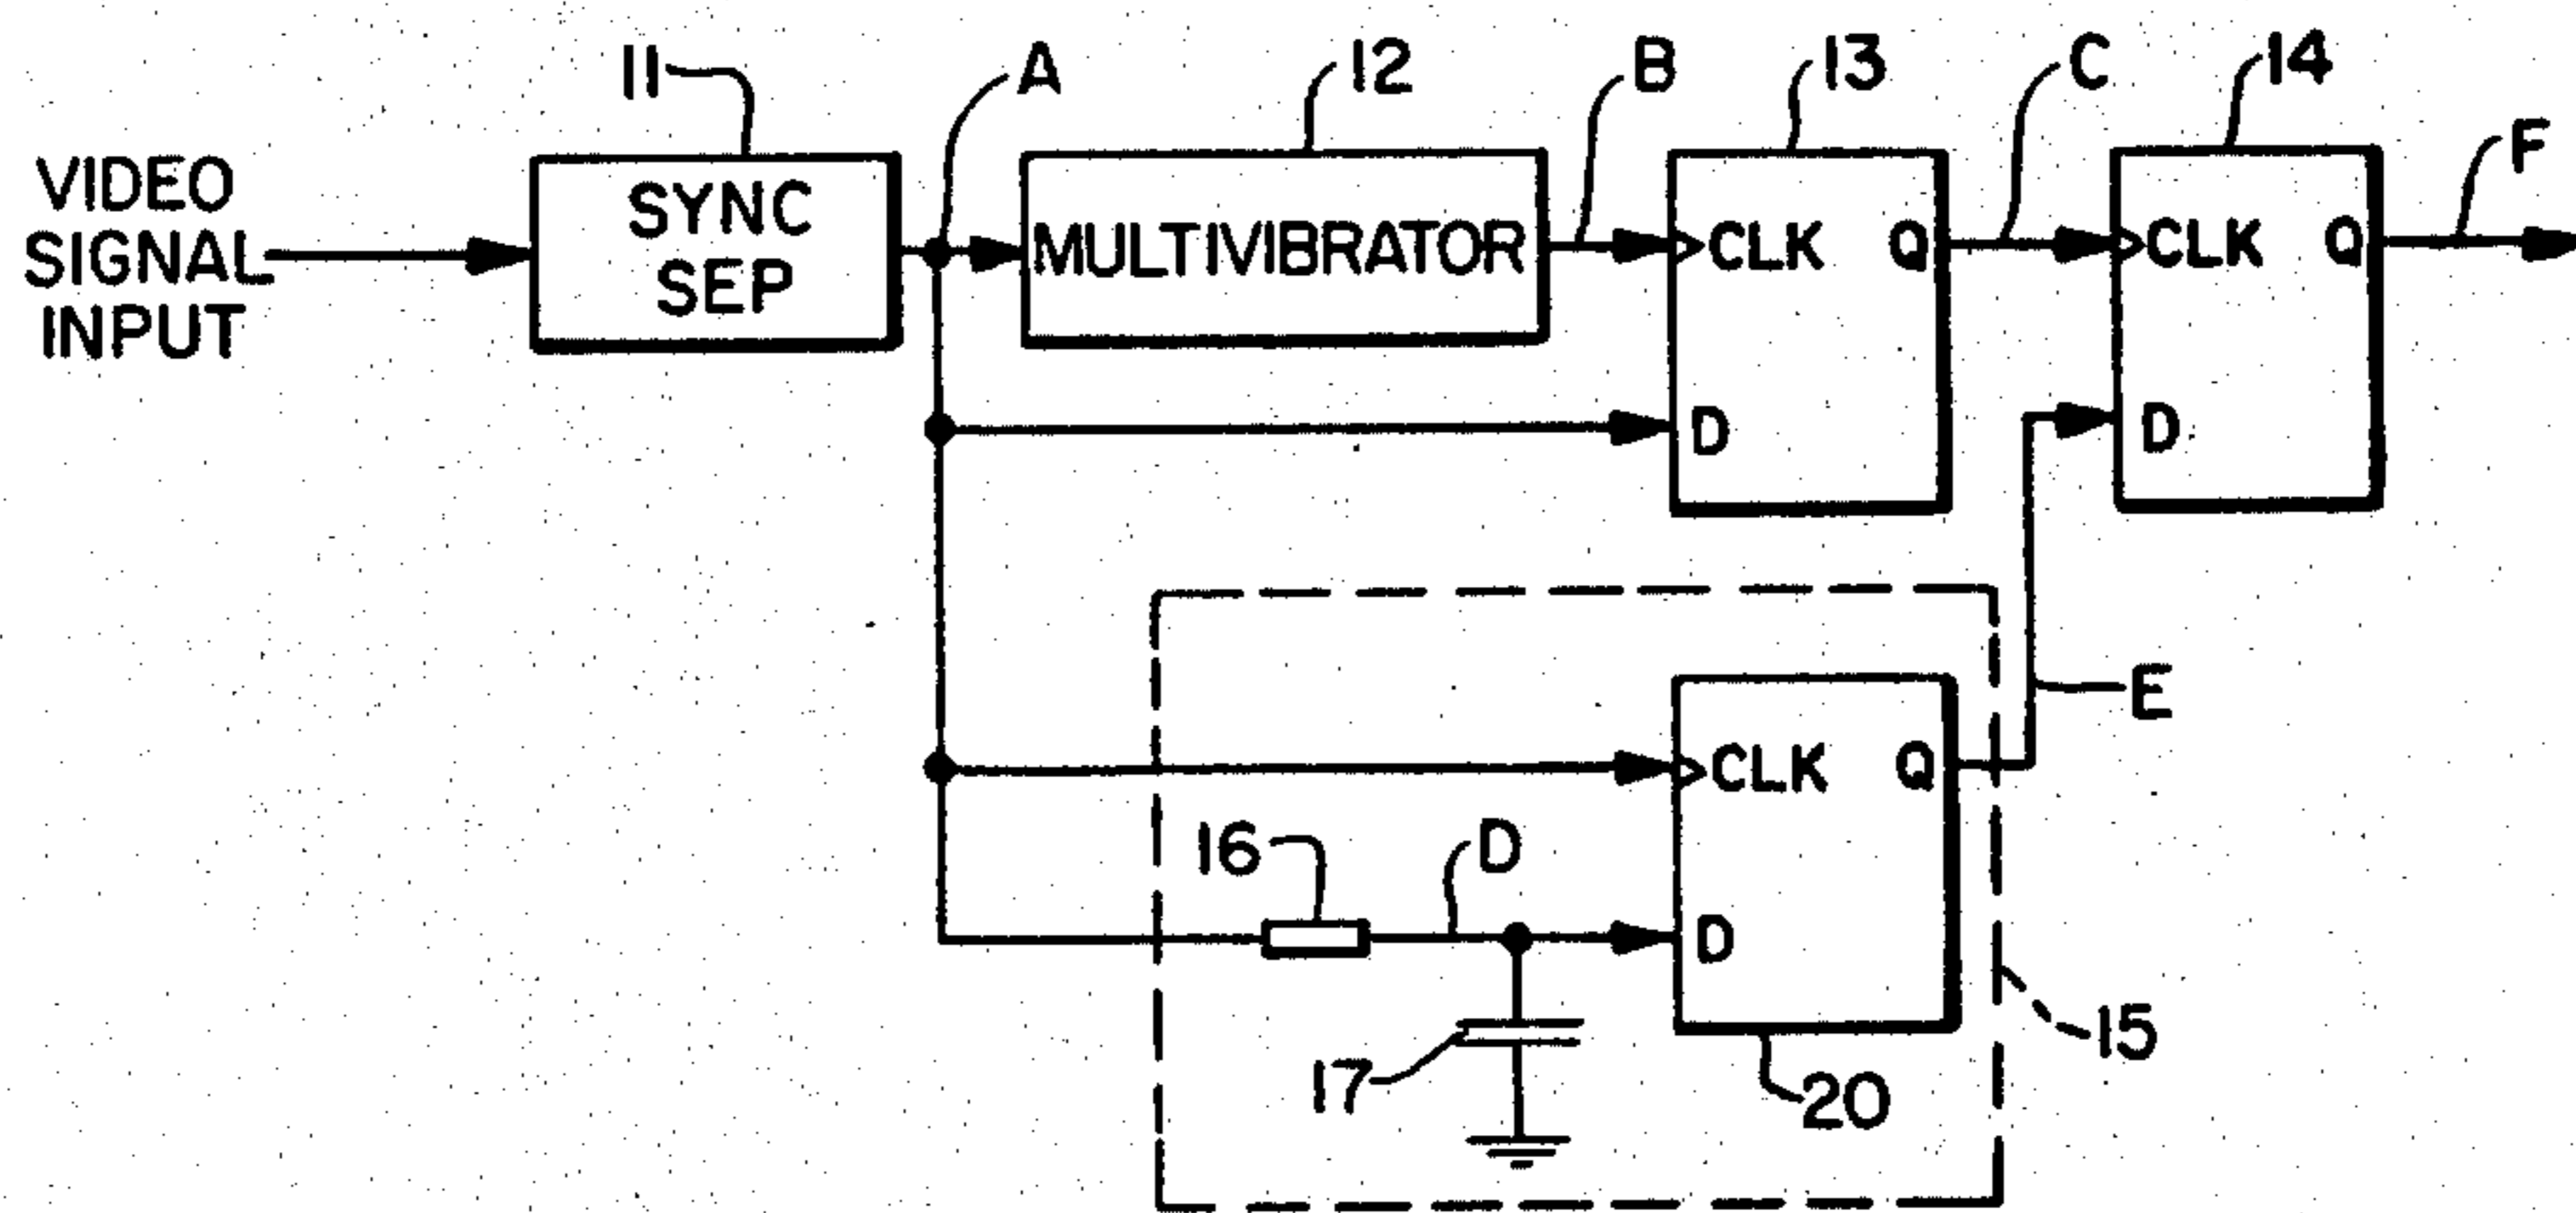 11
A
12
B
13
C
14
F
VIDEO
SIGNAL
INPUT
SYNC
SEP
MULTIVIBRATOR
CLK
Q
D
CLK
Q
D
E
CLK
Q
D
16
D
17
20
15